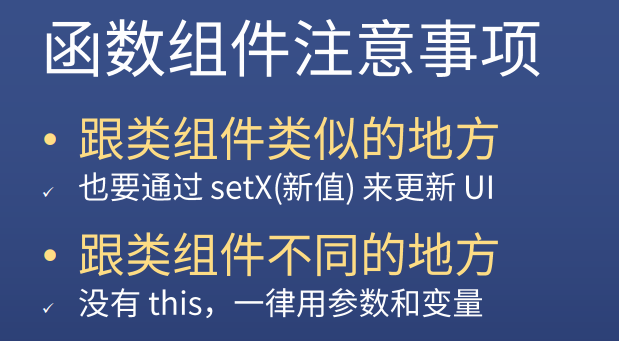 函数组件注意事项
• 跟类组件类似的地方
✓ 也要通过 setX(新值) 来更新 UI
• 跟类组件不同的地方
✓ 没有 this，一律用参数和变量